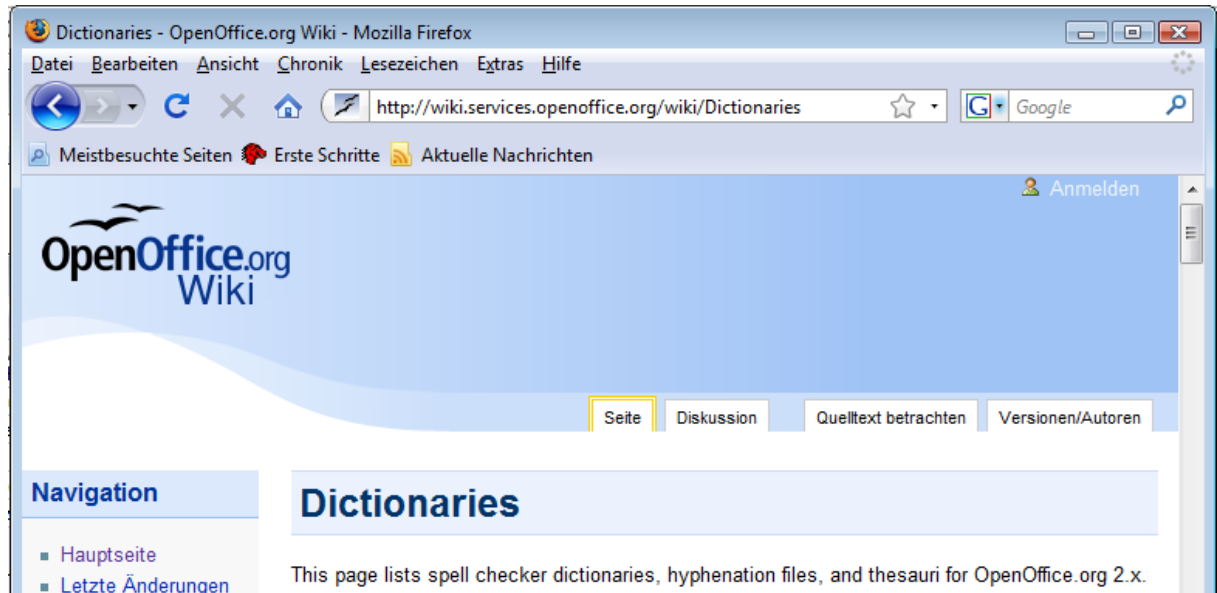 Dictionaries - OpenOffice.org Wiki - Mozilla Firefox
Datei Bearbeiten Ansicht Chronik Lesezeichen Extras Hilfe
http://wiki.services.openoffice.org/wiki/Dictionaries G Google
Meistbesuchte Seiten Erste Schritte Aktuelle Nachrichten
Anmelden
OpenOffice.org
Wiki
Seite Diskussion Quelltext betrachten Versionen/Autoren
Navigation
Dictionaries
Hauptseite
Letzte Änderungen
This page lists spell checker dictionaries, hyphenation files, and thesauri for OpenOffice.org 2.x.